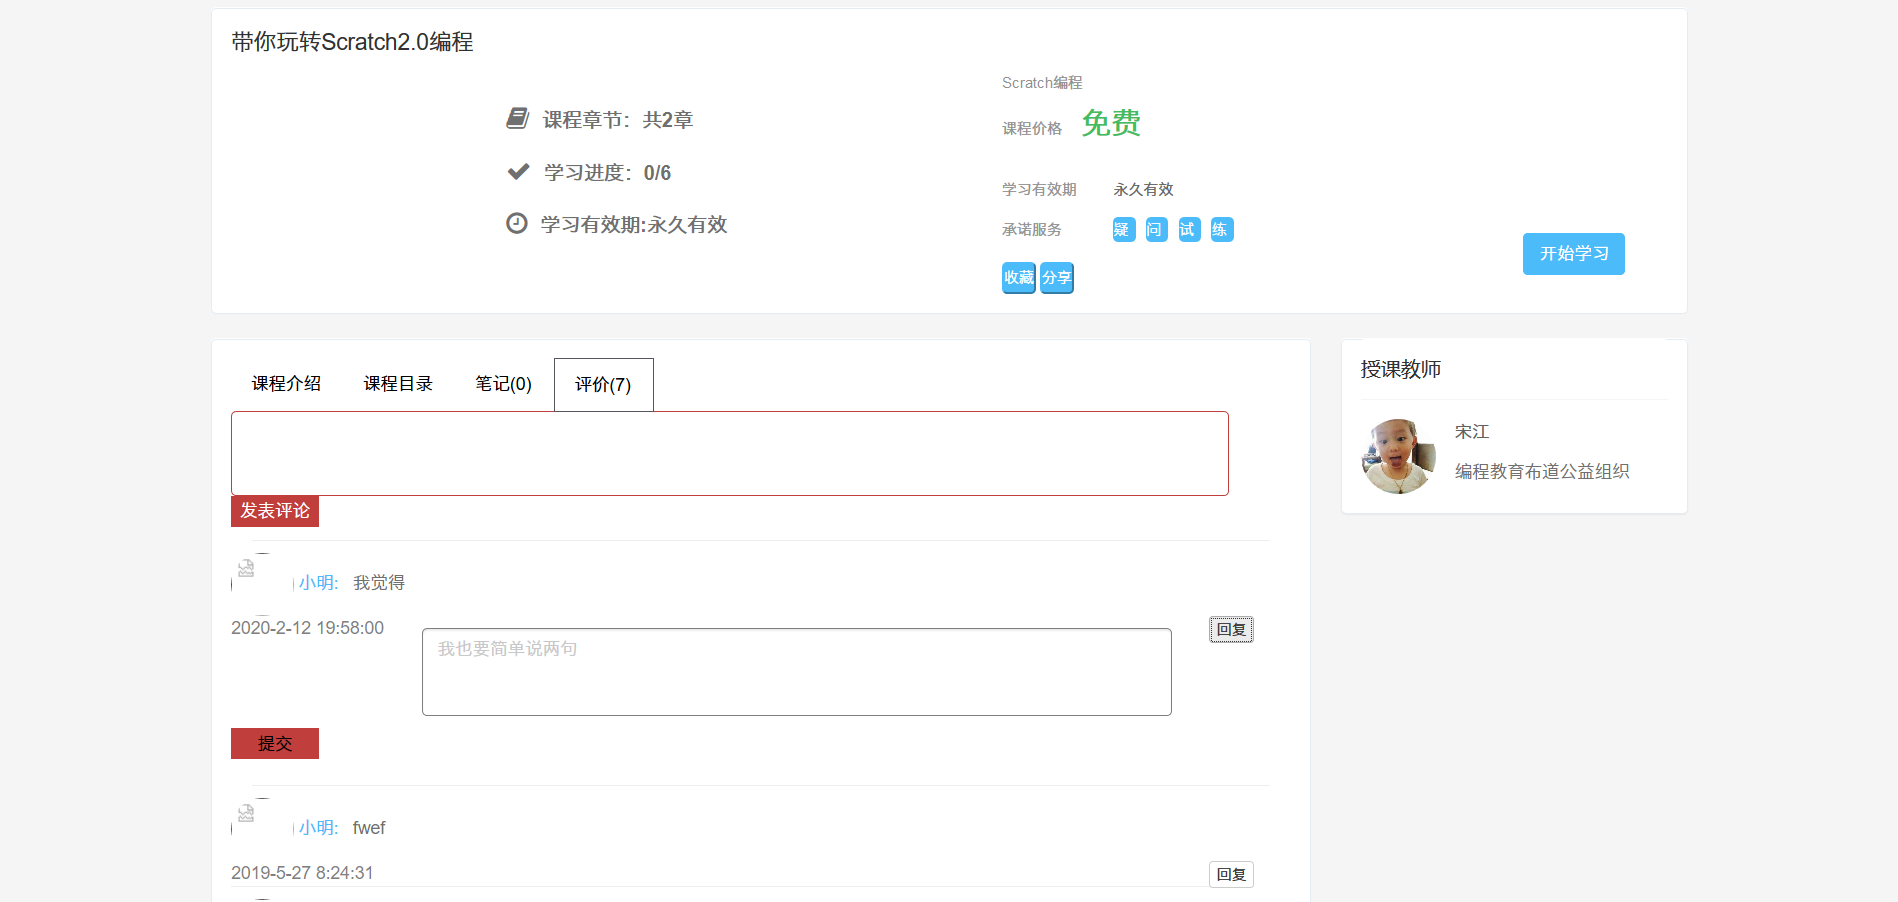 带你玩转Scratch2.0编程
课程章节：共2章
学习进度：0/6
学习有效期:永久有效
Scratch编程
课程价格 免费
学习有效期 永久有效
承诺服务 疑 问 试 练
收藏 分享
开始学习
课程介绍 课程目录 笔记(0) 评价(7)
发表评论
小明: 我觉得
2020-2-12 19:58:00
我也要简单说两句
回复
提交
小明: fwef
2019-5-27 8:24:31
回复
授课教师
宋江
编程教育布道公益组织